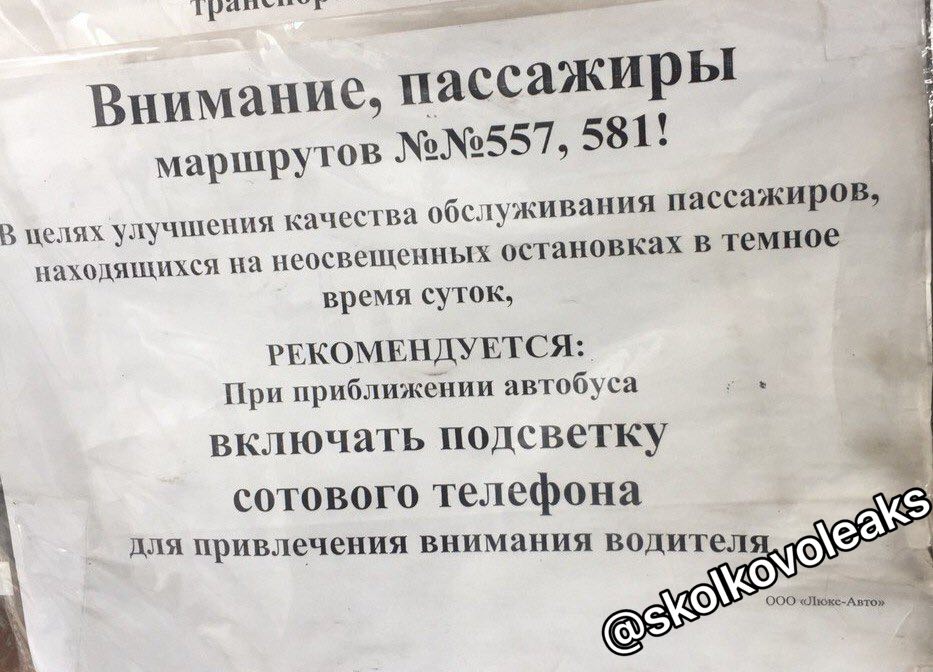 Внимание, пассажиры
маршрутов №№557, 581!
В целях улучшения качества обслуживания пассажиров,
находящихся на неосвещенных остановках в темное
время суток,
РЕКОМЕНДУЕТСЯ:
При приближении автобуса
включать подсветку
сотового телефона
для привлечения внимания водителя
ООО «Люкс-Авто»
@skolkovoleaks